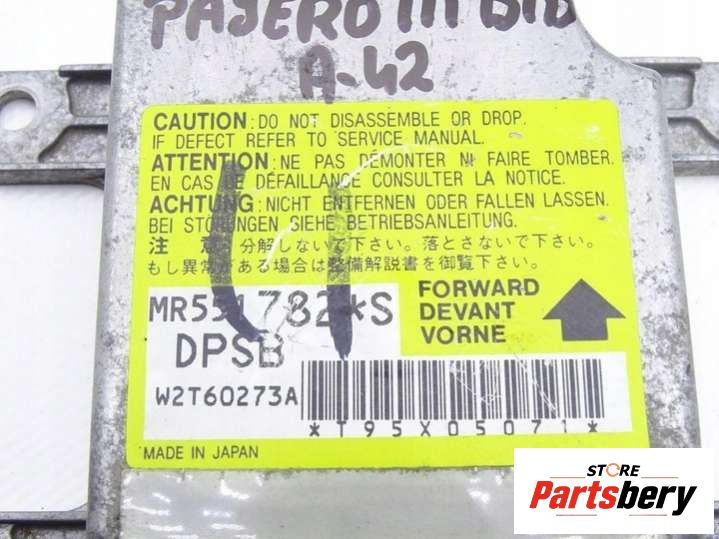 PAJERO III DID
A-42
CAUTION : DO NOT DISASSEMBLE OR DROP.
IF DEFECT REFER TO SERVICE MANUAL.
ATTENTION : NE PAS DÉMONTER NI FAIRE TOMBER.
EN CAS DE DÉFAILLANCE CONSULTER LA NOTICE.
ACHTUNG : NICHT ENTFERNEN ODER FALLEN LASSEN.
BEI STÖRUNGEN SIEHE BETRIEBSANLEITUNG.
注 意 : 分解しないで下さい。落とさないで下さい。
もし異常がある場合は整備解説書を御覧下さい。
MR551782*S
DPSB
W2T60273A
FORWARD
DEVANT
VORNE
*T95X05071*
MADE IN JAPAN
STORE
Partsbery